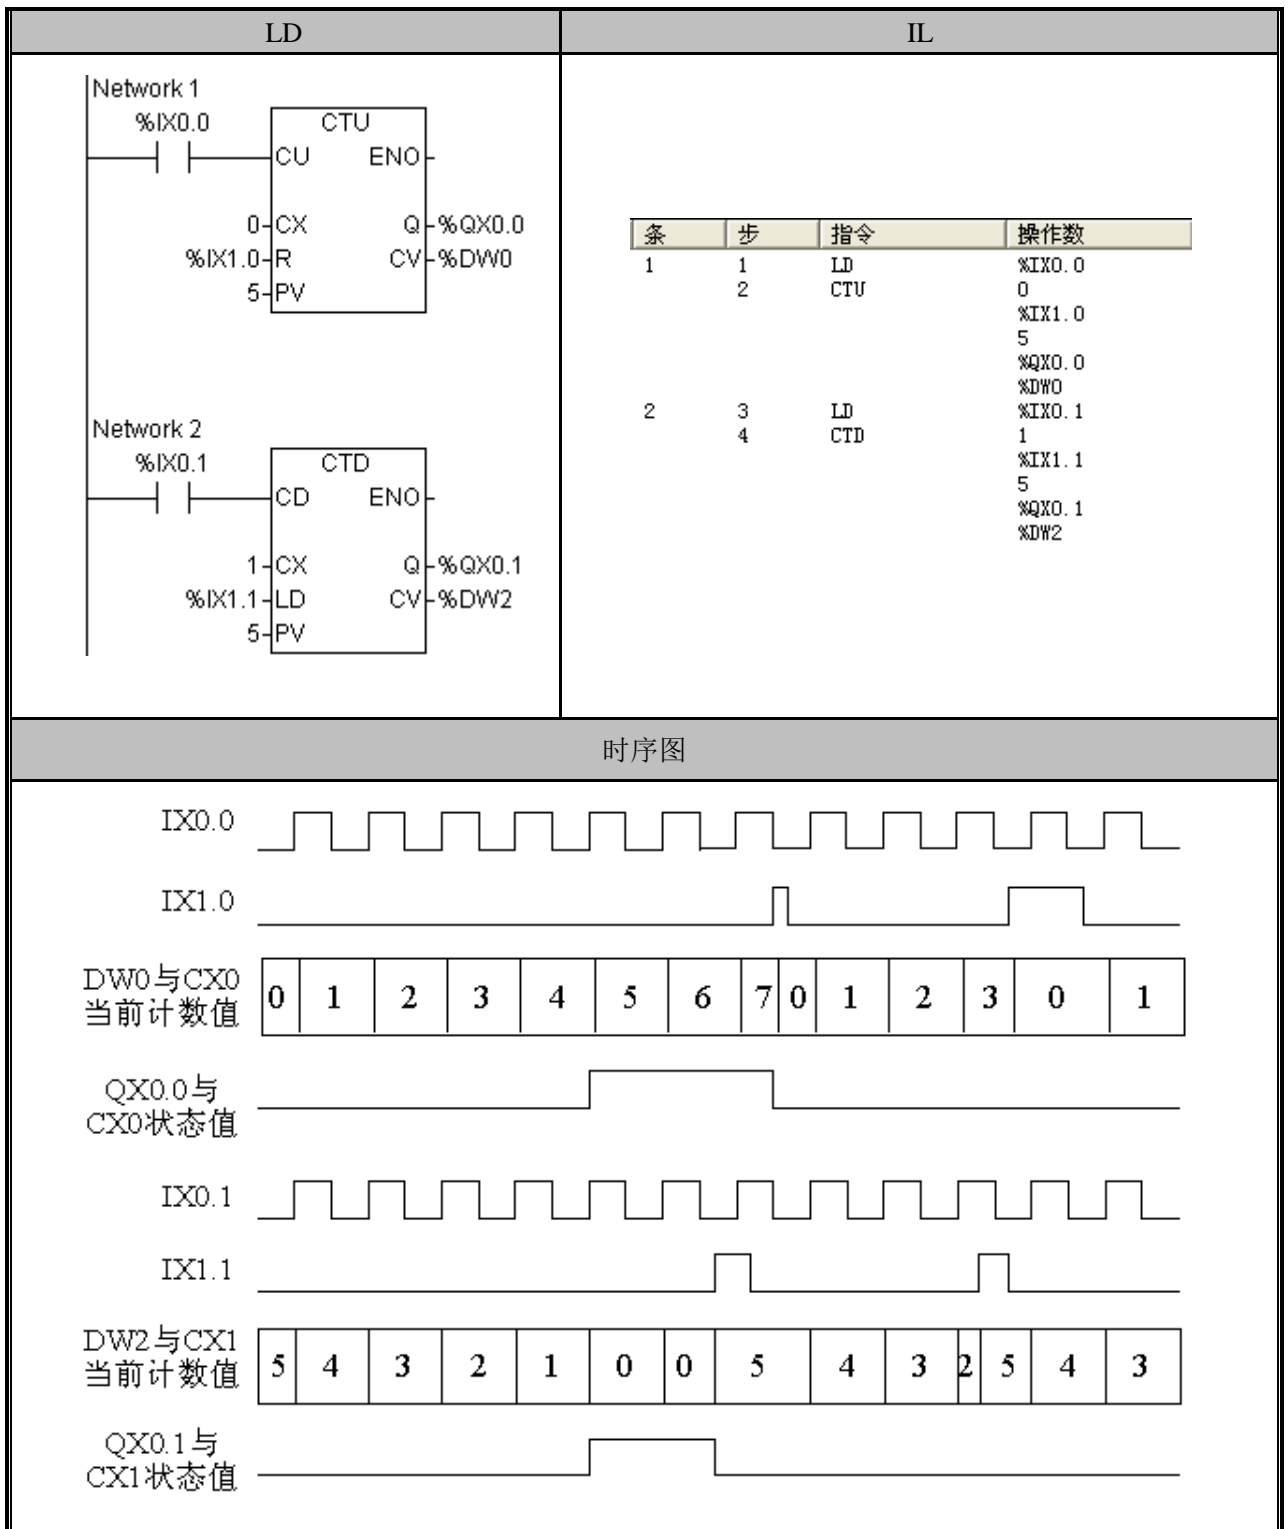 LD
IL
Network 1
%IX0.0
CTU
CU ENO
0 CX Q %QX0.0
%IX1.0 R CV %DW0
5 PV
Network 2
%IX0.1
CTD
CD ENO
1 CX Q %QX0.1
%IX1.1 LD CV %DW2
5 PV
条 步 指令 操作数
1 1 LD %IX0.0
2 CTU 0
%IX1.0
5
%QX0.0
%DW0
2 3 LD %IX0.1
4 CTD 1
%IX1.1
5
%QX0.1
%DW2
时序图
IX0.0
IX1.0
DW0与CX0
当前计数值
0 1 2 3 4 5 6 7 0 1 2 3 0 1
QX0.0与
CX0状态值
IX0.1
IX1.1
DW2与CX1
当前计数值
5 4 3 2 1 0 0 5 4 3 2 5 4 3
QX0.1与
CX1状态值